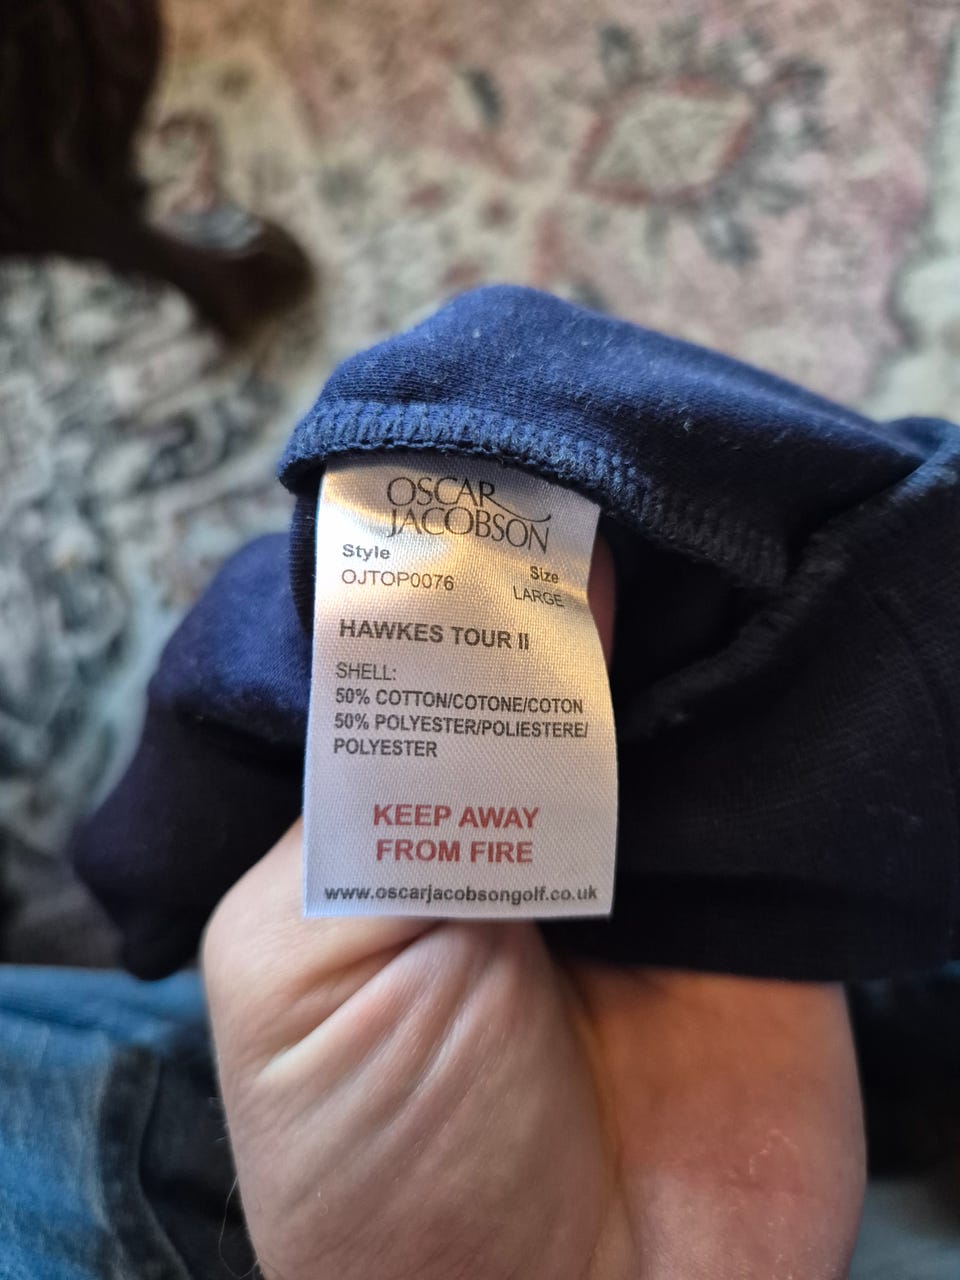 OSCAR
JACOBSON
Style
OJTOP0076
Size
LARGE
HAWKES TOUR II
SHELL:
50% COTTON/COTONE/COTON
50% POLYESTER/POLIESTERE/
POLYESTER
KEEP AWAY
FROM FIRE
www.oscarjacobsongolf.co.uk